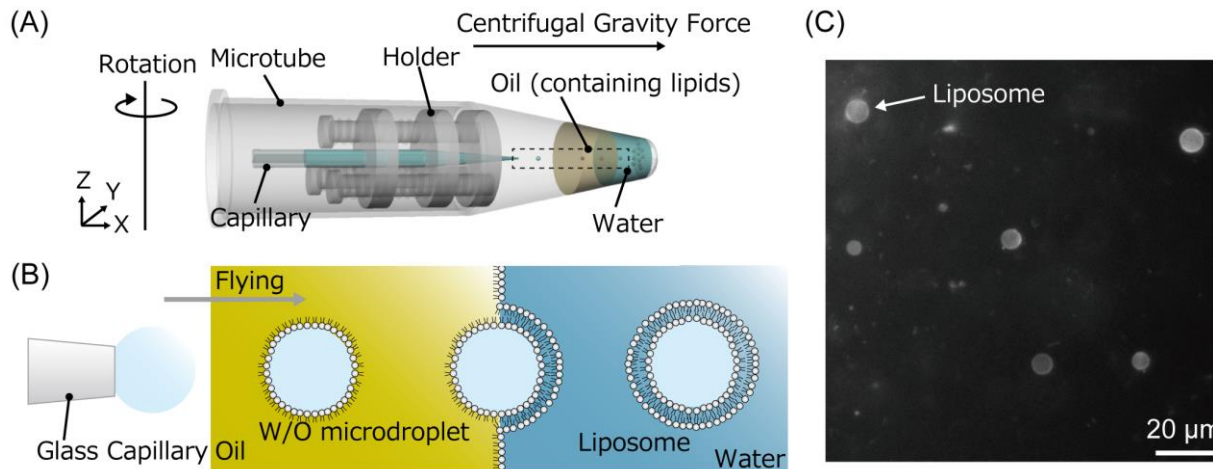 (A)
Centrifugal Gravity Force
Rotation
Microtube
Holder
Oil (containing lipids)
Z
Y
X
Capillary
Water
(B)
Flying
W/O microdroplet
Liposome
Glass Capillary
Oil
Water
(C)
Liposome
20 μm